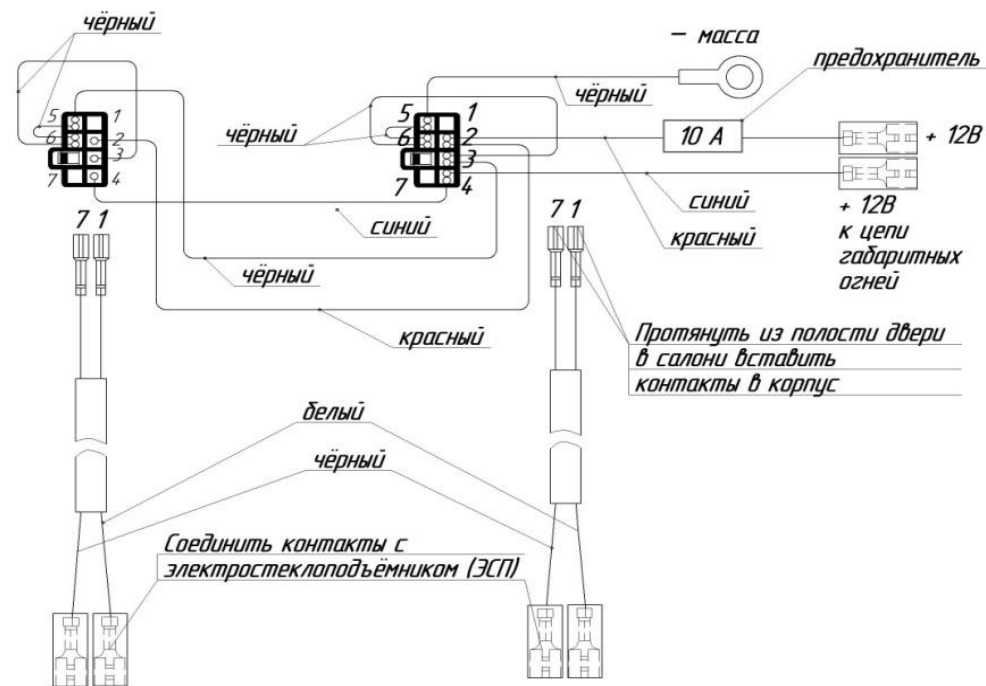 чёрный
5 1
6 2
3
7 4
чёрный
5 1
6 2
3
7 4
– масса
чёрный
предохранитель
10 А
+ 12В
синий
+ 12В
к цепи
габаритных
огней
красный
синий
чёрный
красный
7 1
7 1
Протянуть из полости двери
в салони вставить
контакты в корпус
белый
чёрный
Соединить контакты с
электростеклоподъёмником (ЭСП)